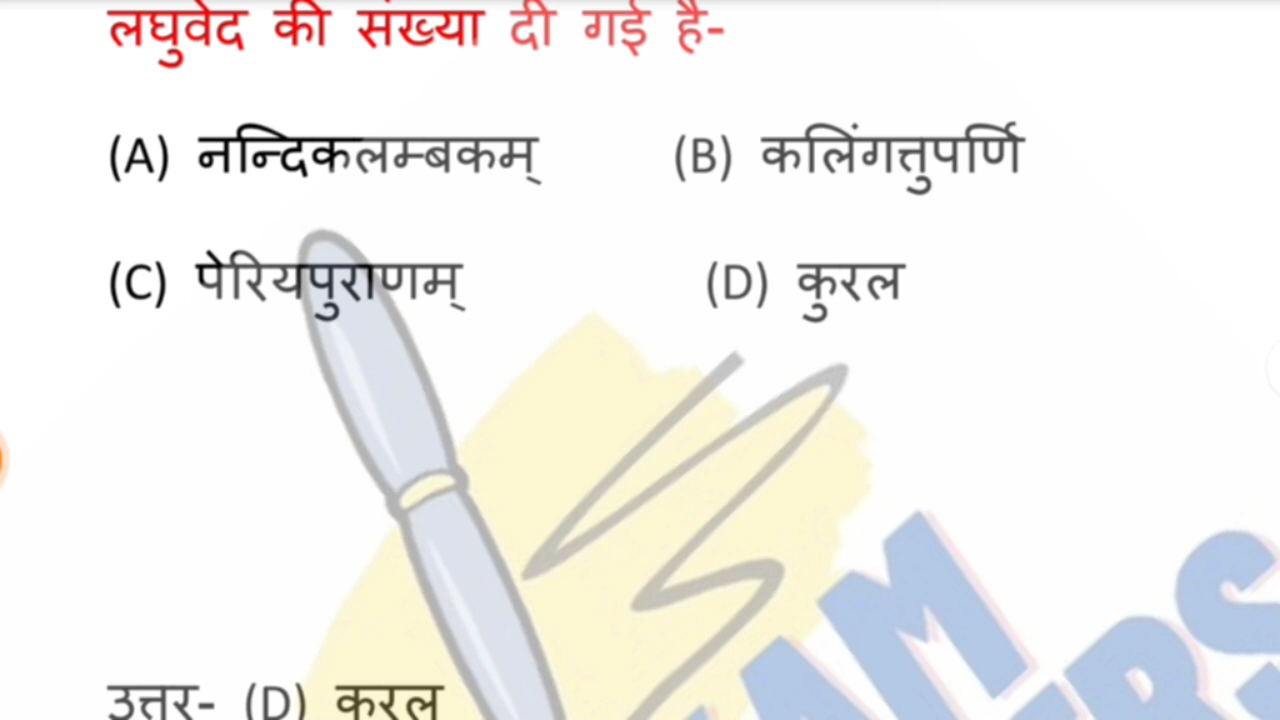 लघुवेद की संख्या दी गई है-
(A) नन्दिकलम्बकम् (B) कलिंगत्तुपर्णि
(C) पेरियपुराणम् (D) कुरल
उत्तर- (D) कुरल